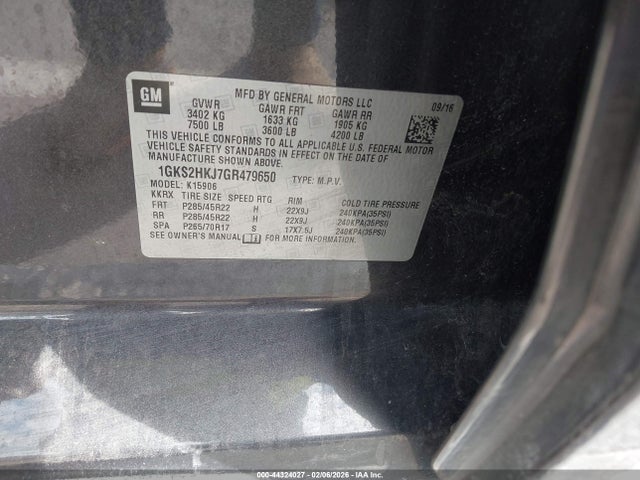 GM
MFD BY GENERAL MOTORS LLC 09/16
GVWR GAWR FRT GAWR RR
3402 KG 1633 KG 1905 KG
7500 LB 3600 LB 4200 LB
THIS VEHICLE CONFORMS TO ALL APPLICABLE U.S. FEDERAL MOTOR
VEHICLE SAFETY STANDARDS IN EFFECT ON THE DATE OF
MANUFACTURE SHOWN ABOVE.
1GKS2HKJ7GR479650 TYPE: M.P.V.
MODEL: K15906
KKRX TIRE SIZE SPEED RTG RIM COLD TIRE PRESSURE
FRT P285/45R22 H 22X9J 240KPA(35PSI)
RR P285/45R22 H 22X9J 240KPA(35PSI)
SPA P265/70R17 S 17X7.5J 240KPA(35PSI)
SEE OWNER'S MANUAL FOR MORE INFORMATION.
000-44324027 - 02/06/2026 - IAA Inc.